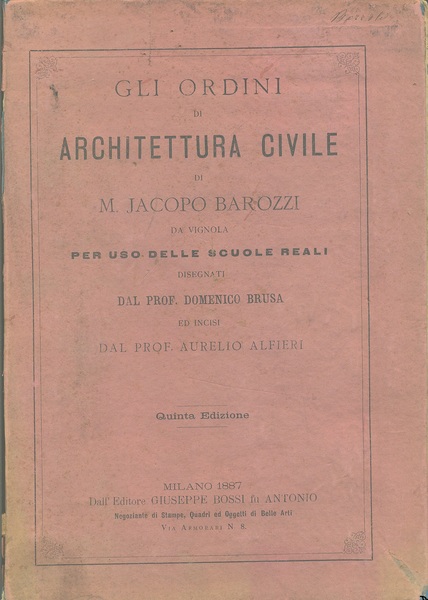 GLI ORDINI
DI
ARCHITETTURA CIVILE
DI
M. JACOPO BAROZZI
DA VIGNOLA
PER USO DELLE SCUOLE REALI
DISEGNATI
DAL PROF. DOMENICO BRUSA
ED INCISI
DAL PROF. AURELIO ALFIERI
Quinta Edizione
MILANO 1887
Dall' Editore GIUSEPPE BOSSI fu ANTONIO
Negoziante di Stampe, Quadri ed Oggetti di Belle Arti
VIA ARMORARI N. 8.